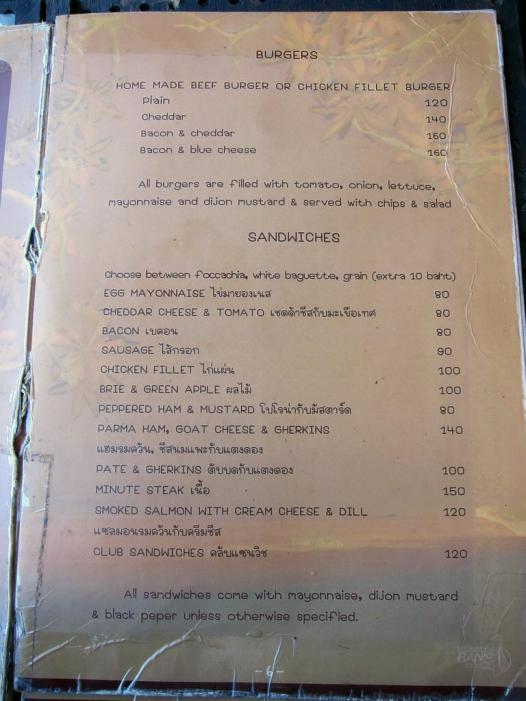 BURGERS
HOME MADE BEEF BURGER OR CHICKEN FILLET BURGER
Plain 120
Cheddar 140
Bacon & cheddar 160
Bacon & blue cheese 160
All burgers are filled with tomato, onion, lettuce,
mayonnaise and dijon mustard & served with chips & salad
SANDWICHES
Choose between foccachia, white baguette, grain (extra 10 baht)
EGG MAYONNAISE ไข่มายองเนส 80
CHEDDAR CHEESE & TOMATO เชดด้าชีสกับมะเขือเทศ 80
BACON เบคอน 80
SAUSAGE ไส้กรอก 90
CHICKEN FILLET ไก่แผ่น 100
BRIE & GREEN APPLE ผลไม้ 100
PEPPERED HAM & MUSTARD โบโรน่ากับมัสตาร์ด 80
PARMA HAM, GOAT CHEESE & GHERKINS 140
แฮมรมควัน, ชีสนมแพะกับแตงดอง
PATE & GHERKINS ตับบดกับแตงดอง 100
MINUTE STEAK เนื้อ 150
SMOKED SALMON WITH CREAM CHEESE & DILL 120
แซลมอนรมควันกับครีมชีส
CLUB SANDWICHES คลับแซนวิช 120
All sandwiches come with mayonnaise, dijon mustard
& black peper unless otherwise specified.
-6-
BANS